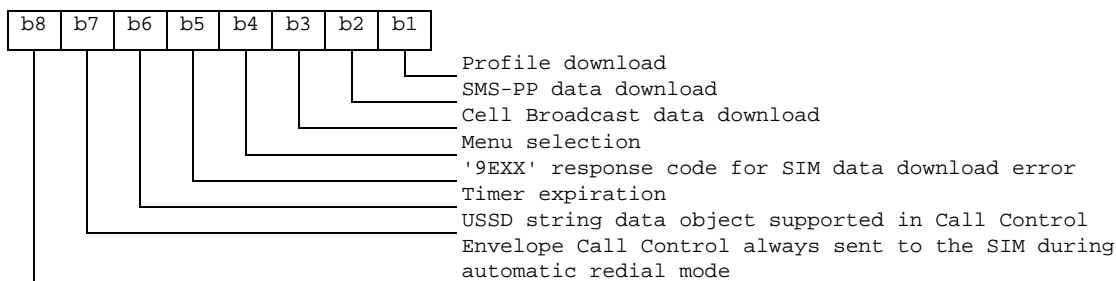 b8 b7 b6 b5 b4 b3 b2 b1
Profile download
SMS-PP data download
Cell Broadcast data download
Menu selection
'9EXX' response code for SIM data download error
Timer expiration
USSD string data object supported in Call Control
Envelope Call Control always sent to the SIM during
automatic redial mode